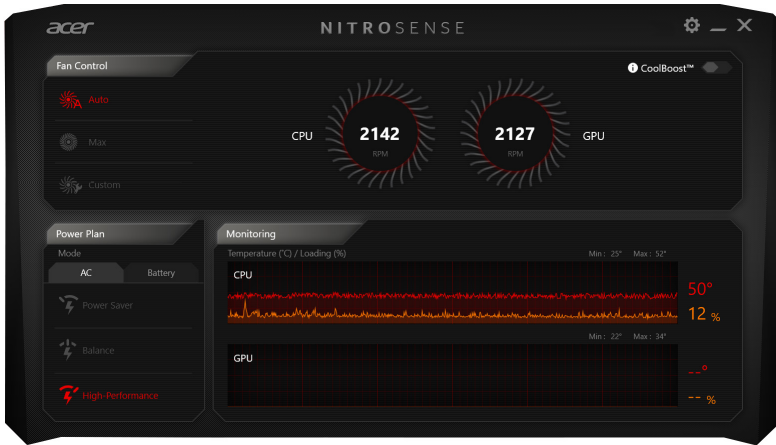 acer
NITROSENSE
Fan Control
CoolBoost™
Auto
Max
Custom
CPU
2142
RPM
2127
RPM
GPU
Power Plan
Mode
AC
Battery
Power Saver
Balance
High-Performance
Monitoring
Temperature (°C) / Loading (%)
Min : 25° Max : 52°
CPU
50°
12 %
Min : 22° Max : 34°
GPU
--°
-- %